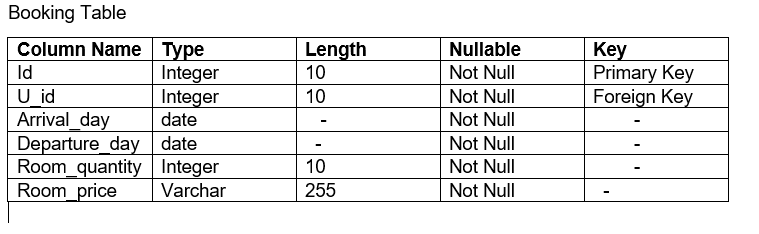 Booking Table
Column Name Type Length Nullable Key
Id Integer 10 Not Null Primary Key
U_id Integer 10 Not Null Foreign Key
Arrival_day date - Not Null -
Departure_day date - Not Null -
Room_quantity Integer 10 Not Null -
Room_price Varchar 255 Not Null -